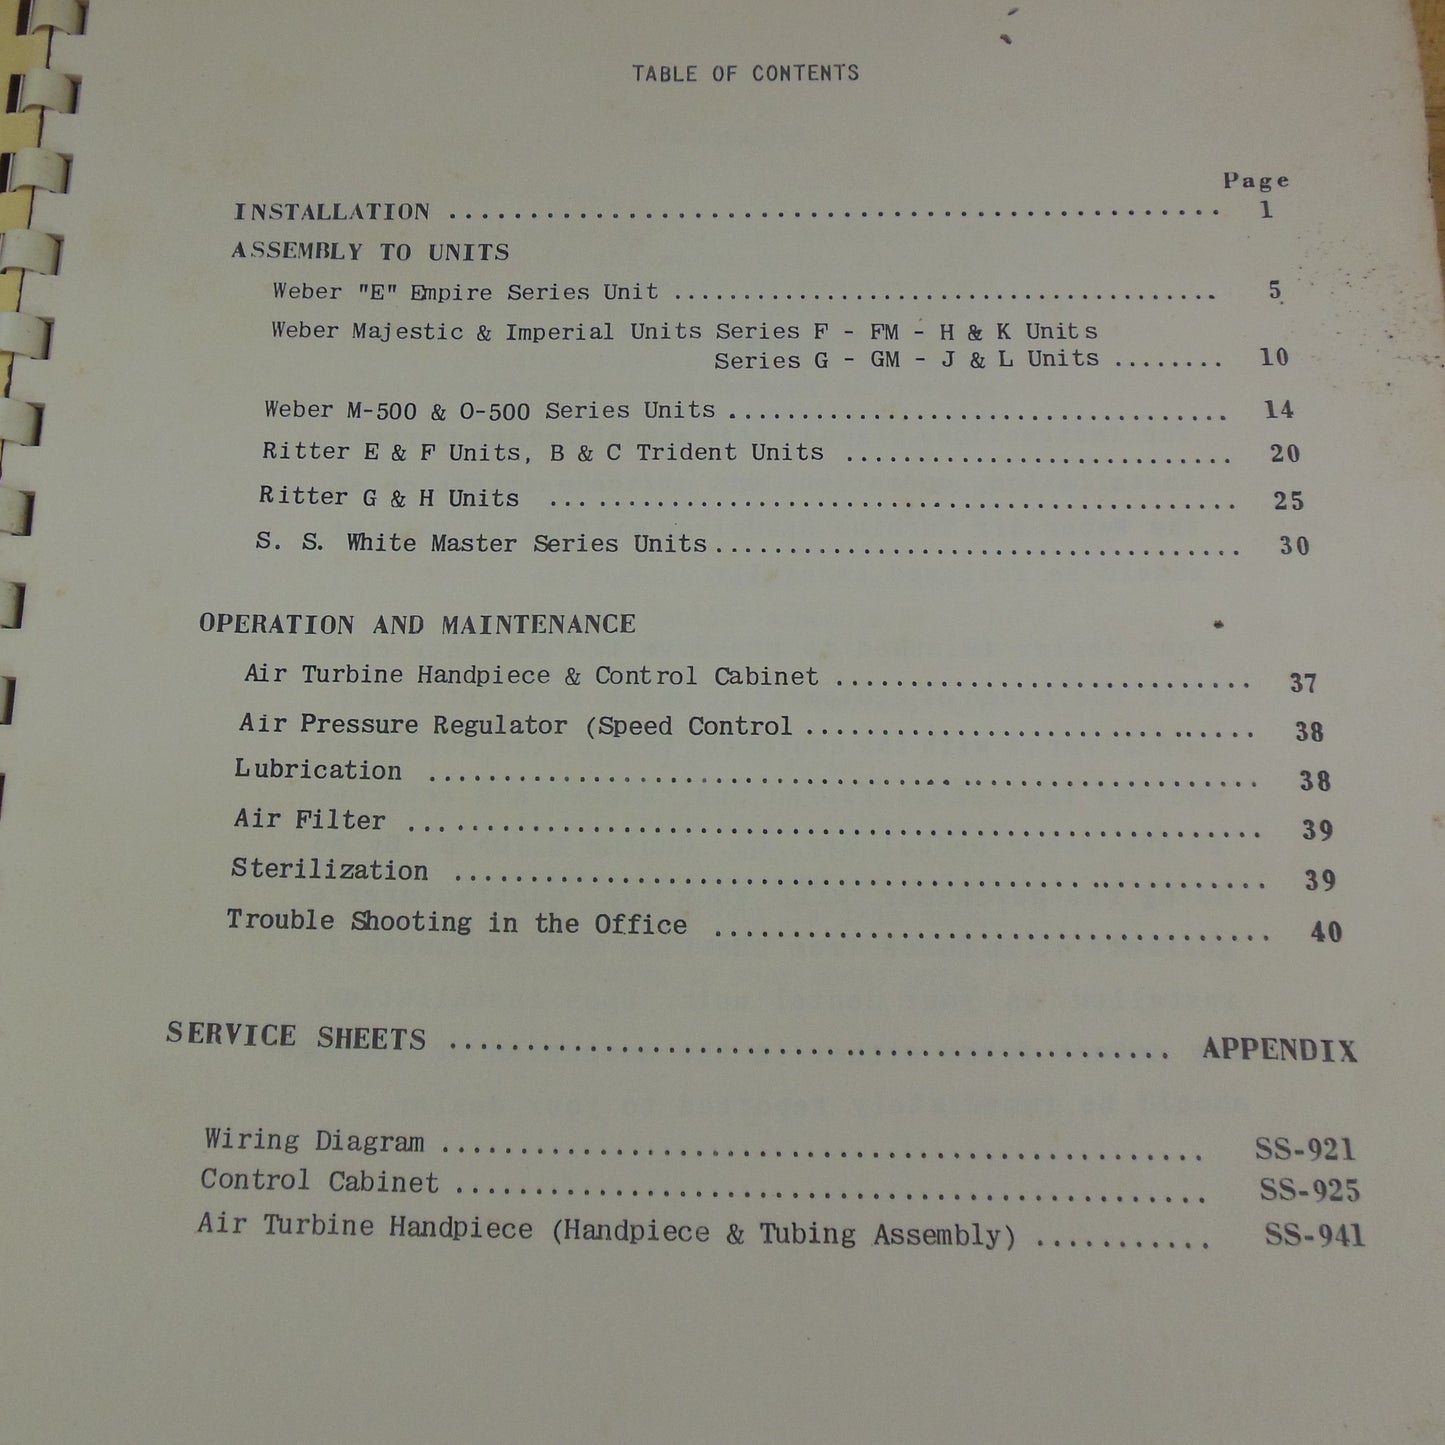 TABLE OF CONTENTS
Page
INSTALLATION ................................................ 1
ASSEMBLY TO UNITS
Weber "E" Empire Series Unit ...................................... 5
Weber Majestic & Imperial Units Series F - FM - H & K Units
Series G - GM - J & L Units ........ 10
Weber M-500 & O-500 Series Units .................................. 14
Ritter E & F Units, B & C Trident Units ........................... 20
Ritter G & H Units ............................................. 25
S. S. White Master Series Units .................................... 30
OPERATION AND MAINTENANCE
Air Turbine Handpiece & Control Cabinet ............................ 37
Air Pressure Regulator (Speed Control .............................. 38
Lubrication ....................................................... 38
Air Filter ........................................................ 39
Sterilization ..................................................... 39
Trouble Shooting in the Office .................................... 40
SERVICE SHEETS ................................................ APPENDIX
Wiring Diagram ................................................ SS-921
Control Cabinet ............................................... SS-925
Air Turbine Handpiece (Handpiece & Tubing Assembly) ........... SS-941